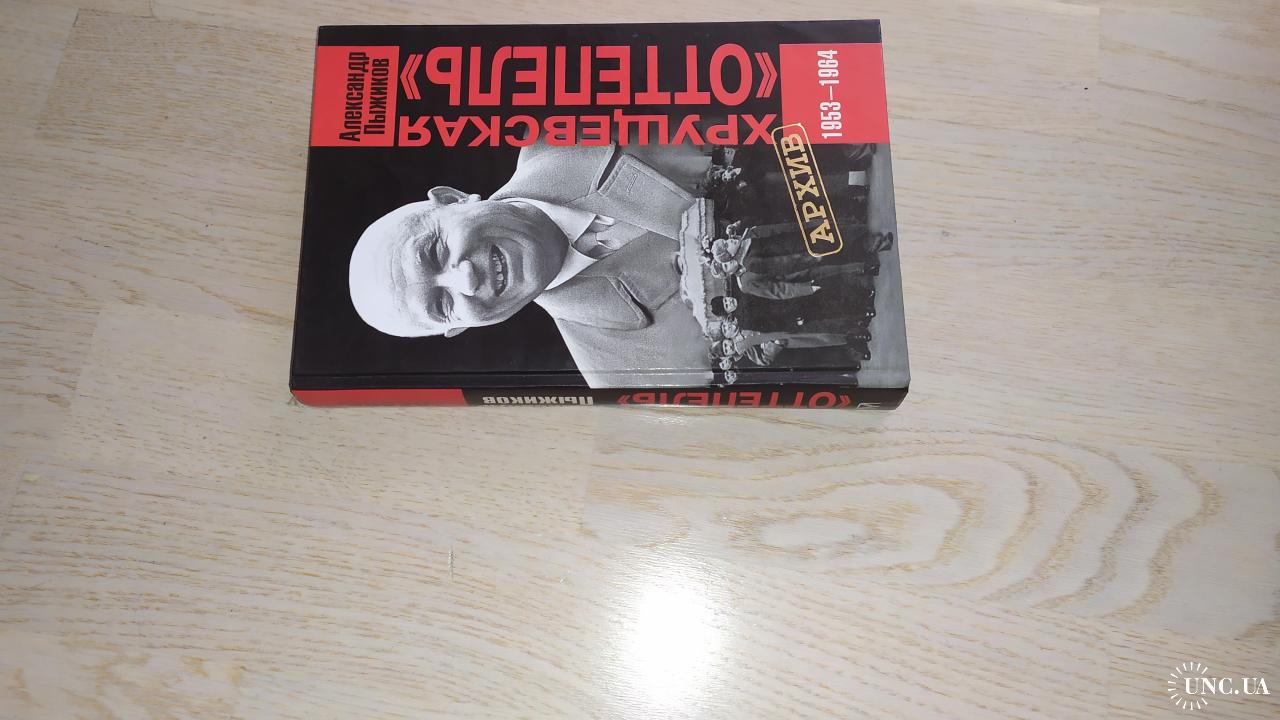 Александр
Пыжиков
ХРУЩЕВСКАЯ
«ОТТЕПЕЛЬ»
1953–1964
АРХИВ
Пыжиков
«ОТТЕПЕЛЬ»
UNC.UA